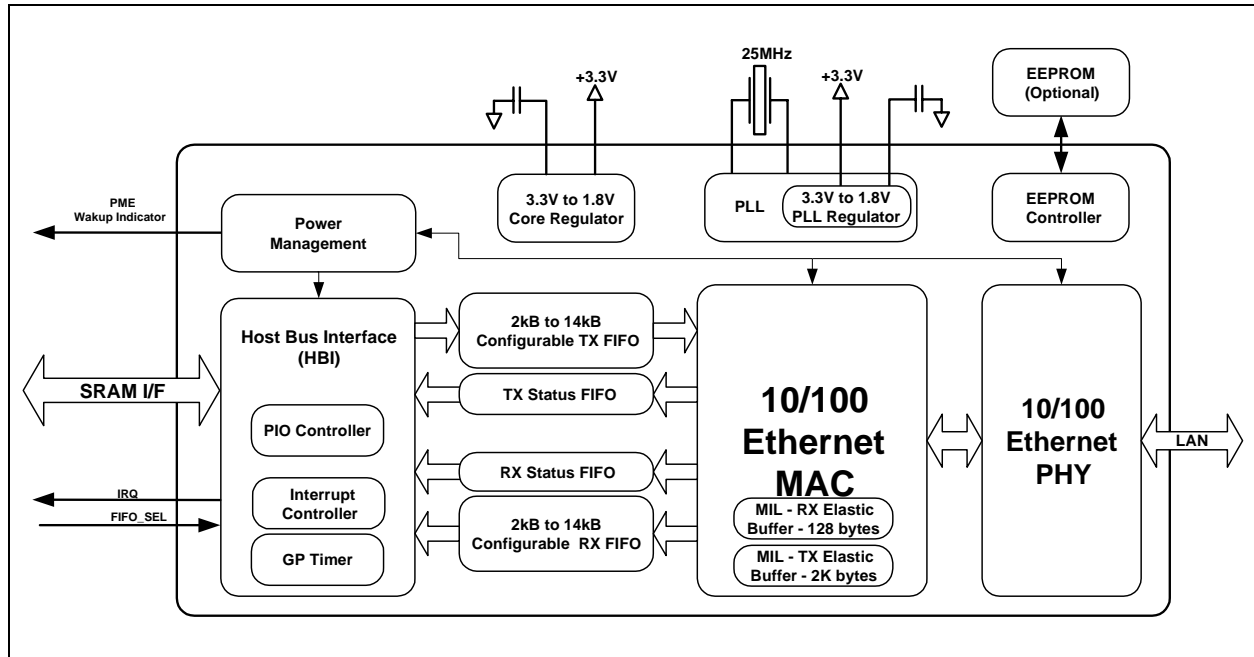 25MHz
+3.3V
+3.3V
EEPROM
(Optional)
PME
Wakup Indicator
Power
Management
3.3V to 1.8V
Core Regulator
PLL
3.3V to 1.8V
PLL Regulator
EEPROM
Controller
Host Bus Interface
(HBI)
2kB to 14kB
Configurable TX FIFO
SRAM I/F
TX Status FIFO
PIO Controller
RX Status FIFO
IRQ
Interrupt
Controller
FIFO_SEL
2kB to 14kB
Configurable RX FIFO
GP Timer
10/100
Ethernet
MAC
MIL - RX Elastic
Buffer - 128 bytes
MIL - TX Elastic
Buffer - 2K bytes
10/100
Ethernet
PHY
LAN